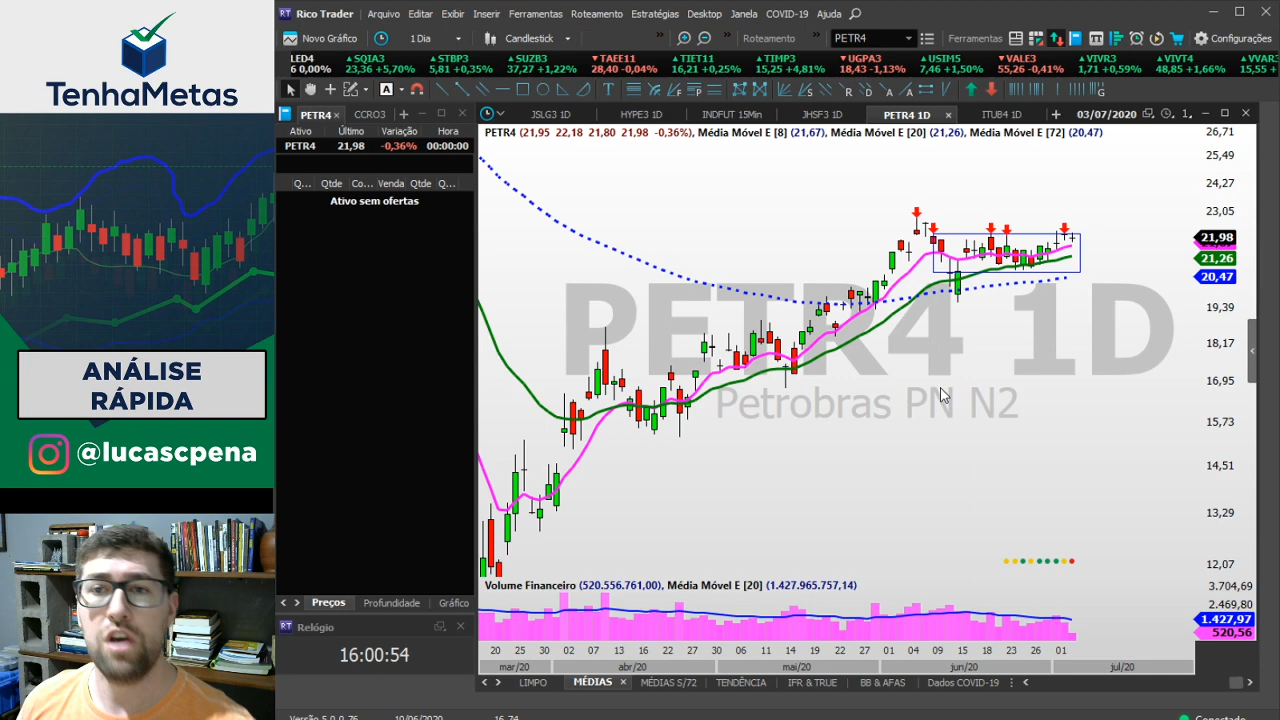 TenhaMetas
ANÁLISE
RÁPIDA
@lucascpena
RT Rico Trader Arquivo Editar Exibir Inserir Ferramentas Roteamento Estratégias Desktop Janela COVID-19 Ajuda
Novo Gráfico 1 Dia Candlestick » » Roteamento » PETR4 Ferramentas Configurações
LED4 SQIA3 STBP3 SUZB3 TAEE11 TIET11 TIMP3 UGPA3 USIM5 VALE3 VIVR3 VIVT4 VVAR
6 0,00% 23,36 +5,70% 5,81 +0,35% 37,27 +1,22% 28,40 -0,04% 16,21 +0,25% 15,25 +4,81% 18,43 -1,13% 7,46 +1,50% 55,26 -0,41% 1,71 +0,59% 48,85 +1,66% 15,55 +
PETR4 CCRO3
JSLG3 1D HYPE3 1D INDFUT 15Min JHSF3 1D PETR4 1D ITUB4 1D 03/07/2020 1
Ativo Último Variação Hora
PETR4 21,98 -0,36% 00:00:00
Q... Qtde Co... Venda Qtde Q...
Ativo sem ofertas
PETR4 (21,95 22,18 21,80 21,98 -0,36%), Média Móvel E [8] (21,67), Média Móvel E [20] (21,26), Média Móvel E [72] (20,47)
26,71
25,49
24,27
23,05
21,98
21,26
20,47
19,39
18,17
16,95
15,73
14,51
13,29
12,07
PETR4 1D
Petrobras PN N2
Volume Financeiro (520.556.761,00), Média Móvel E [20] (1.427.965.757,14)
3.704,69
2.469,80
1.427,97
520,56
20 25 30 02 07 13 16 22 27 30 06 11 14 19 22 27 01 04 09 15 18 23 26 01
mar/20 abr/20 mai/20 jun/20 jul/20
Preços Profundidade Gráfico
RT Relógio
16:00:54
LIMPO MÉDIAS MÉDIAS S/72 TENDÊNCIA IFR & TRUE BB & AFAS Dados COVID-19